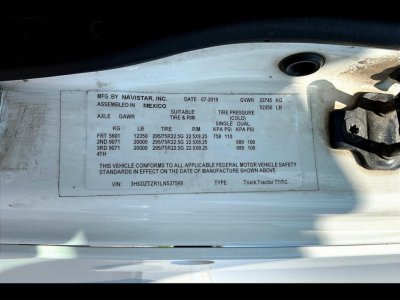 MFG. BY NAVISTAR, INC. DATE 07-2019 GVWR 23745 KG
ASSEMBLED IN MEXICO 52350 LB
SUITABLE TIRE PRESSURE
AXLE GAWR TIRE & RIM (COLD)
SINGLE DUAL
KG LB TIRE RIM KPA PSI KPA PSI
FRT 5601 12350 295/75R22.5G 22.5X8.25 758 110
2ND 9071 20000 295/75R22.5G 22.5X8.25 689 100
3RD 9071 20000 295/75R22.5G 22.5X8.25 689 100
4TH
THIS VEHICLE CONFORMS TO ALL APPLICABLE FEDERAL MOTOR VEHICLE SAFETY
STANDARDS IN EFFECT ON THE DATE OF MANUFACTURE SHOWN ABOVE
VIN: TYPE: Truck Tractor TT/TC